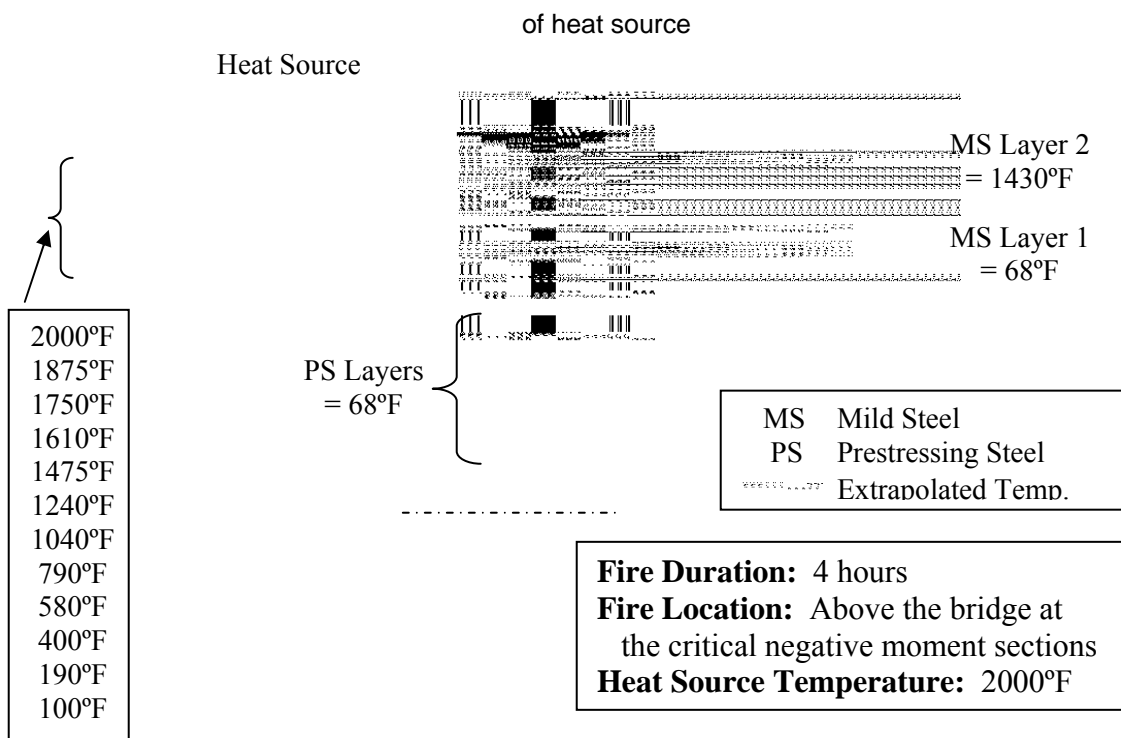 of heat source
Heat Source
MS Layer 2
= 1430ºF
MS Layer 1
= 68ºF
2000ºF
1875ºF
1750ºF
1610ºF
1475ºF
1240ºF
1040ºF
790ºF
580ºF
400ºF
190ºF
100ºF
PS Layers
= 68ºF
MS Mild Steel
PS Prestressing Steel
Extrapolated Temp.
Fire Duration: 4 hours
Fire Location: Above the bridge at
the critical negative moment sections
Heat Source Temperature: 2000ºF